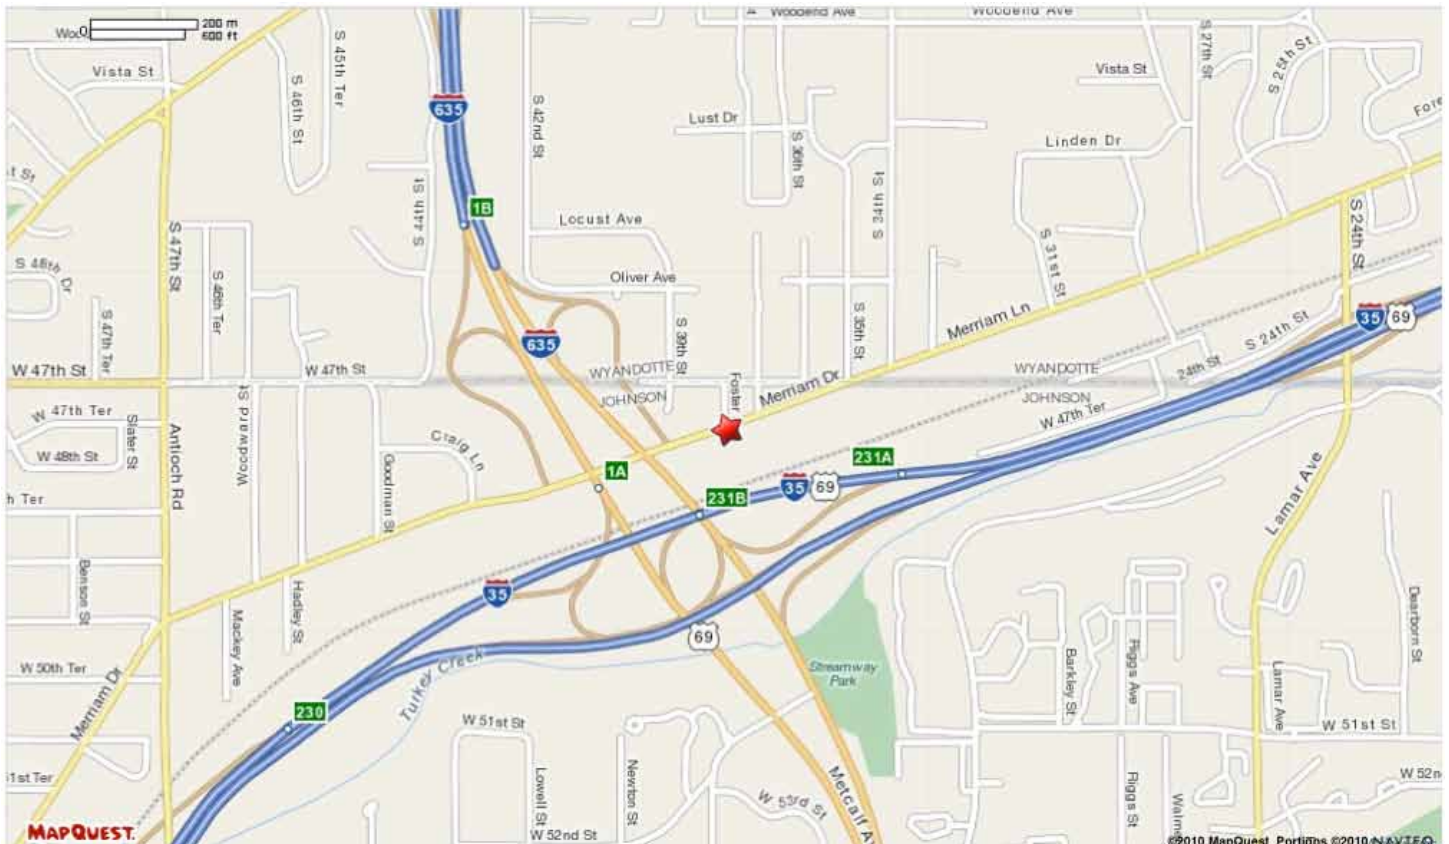 200 m
600 ft
Woodend Ave
Woodend Ave
Vista St
S 45th Ter
S 46th St
635
S 42nd St
Lust Dr
S 36th St
Vista St
S 27th St
S 25th St
Linden Dr
S 44th St
1B
Locust Ave
S 34th St
S 47th St
S 48th Dr
S 46th Ter
Oliver Ave
S 31st St
S 24th St
S 47th Ter
635
S 39th St
S 35th St
Merriam Ln
35
69
S 24th St
W 47th St
W 47th St
WYANDOTTE
JOHNSON
Foster
Merriam Dr
WYANDOTTE
JOHNSON
24th St
W 47th Ter
W 47th Ter
Slater St
W 48th St
Woodward St
Antioch Rd
Craig Ln
Goodman St
1A
231B
35
69
231A
Lamar Ave
h Ter
Benson St
Hadley St
Mackey Ave
35
69
Dearborn St
W 50th Ter
Turkey Creek
Streamway
Park
Barkley St
Riggs Ave
Lamar Ave
Merriam Dr
230
W 51st St
W 51st St
Lowell St
Newton St
W 53rd St
Metcalf Av
1st Ter
Riggs St
W 52n
W 52nd St
MAPQUEST.
©2010 MapQuest Portions ©2010 NAVTEQ